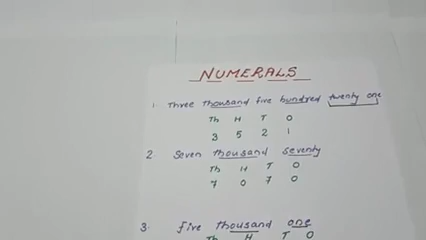 NUMERALS
1. Three thousand five hundred twenty one
Th H T O
3 5 2 1
2. Seven thousand seventy
Th H T O
7 0 7 0
3. five thousand one
Th H T O